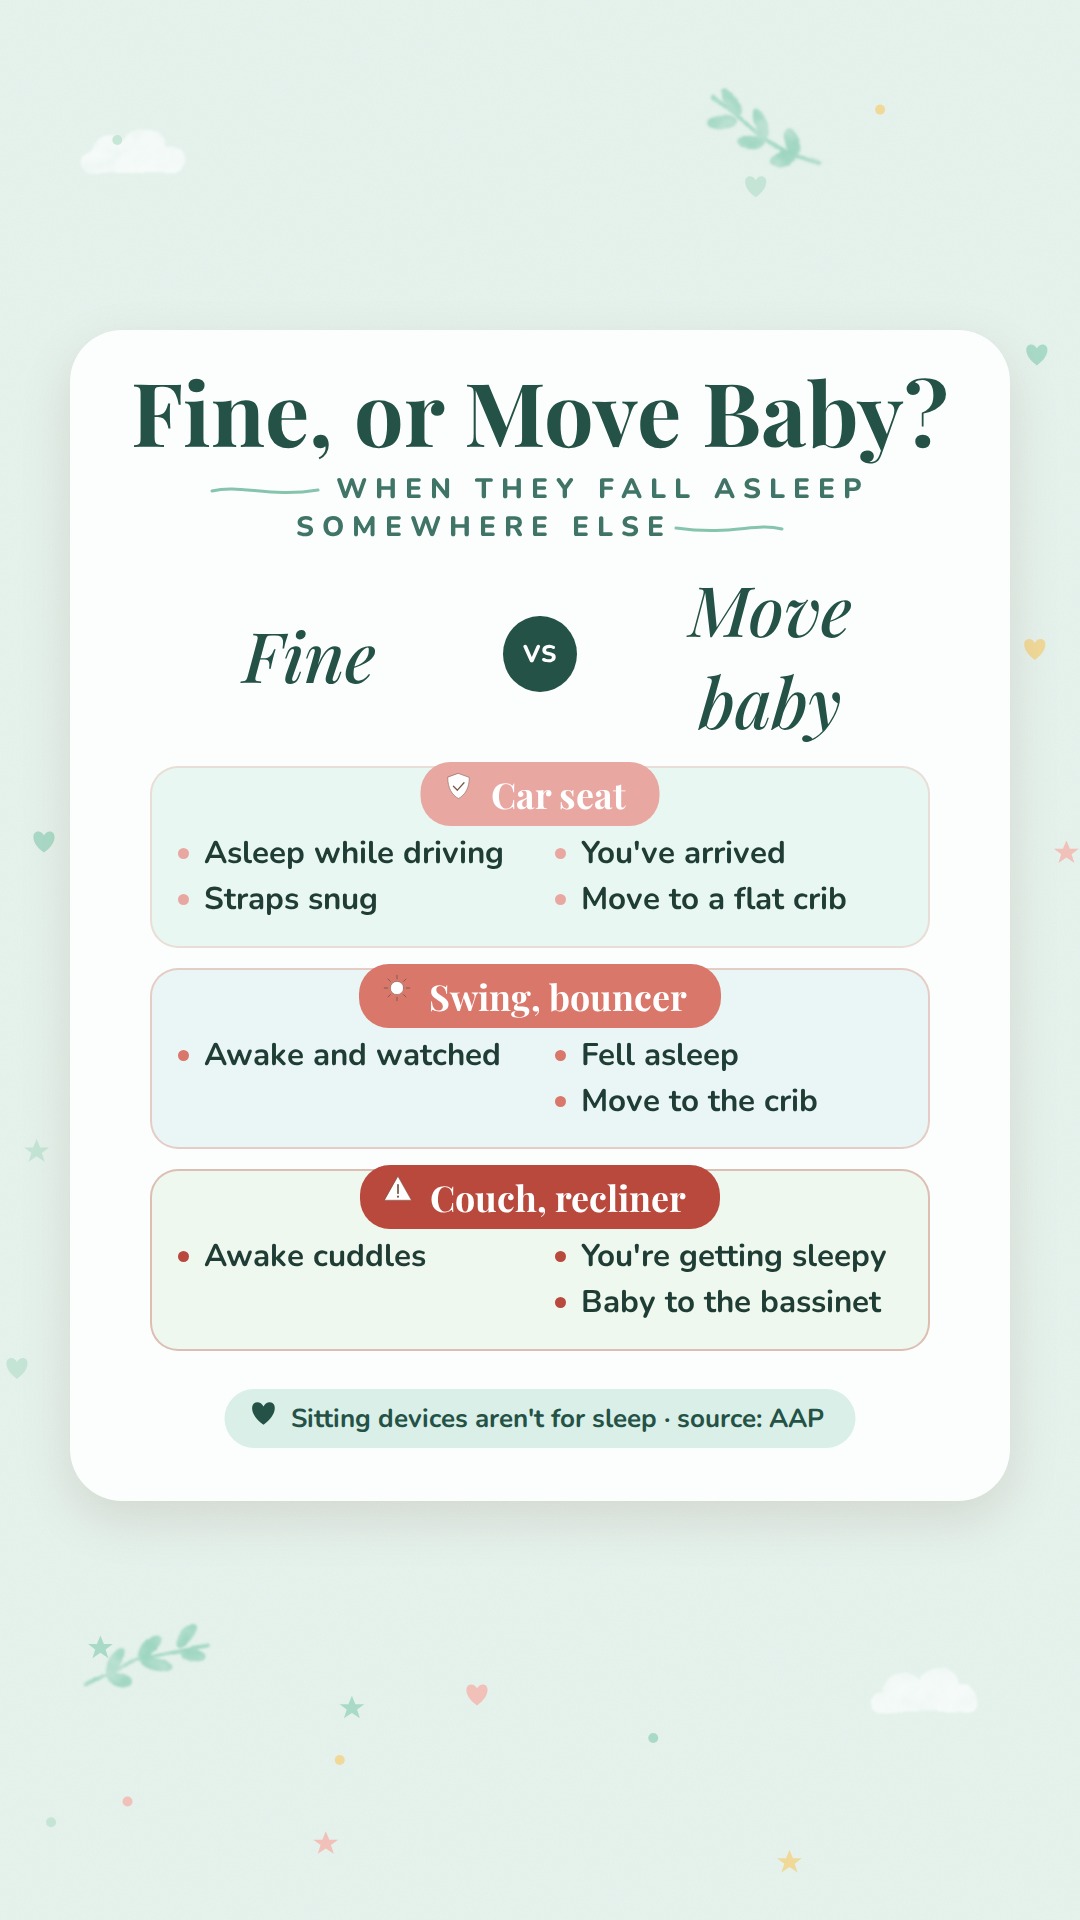 Fine, or Move Baby?
WHEN THEY FALL ASLEEP
SOMEWHERE ELSE
Fine
VS
Move
baby
Car seat
Asleep while driving
Straps snug
You've arrived
Move to a flat crib
Swing, bouncer
Awake and watched
Fell asleep
Move to the crib
Couch, recliner
Awake cuddles
You're getting sleepy
Baby to the bassinet
Sitting devices aren't for sleep · source: AAP